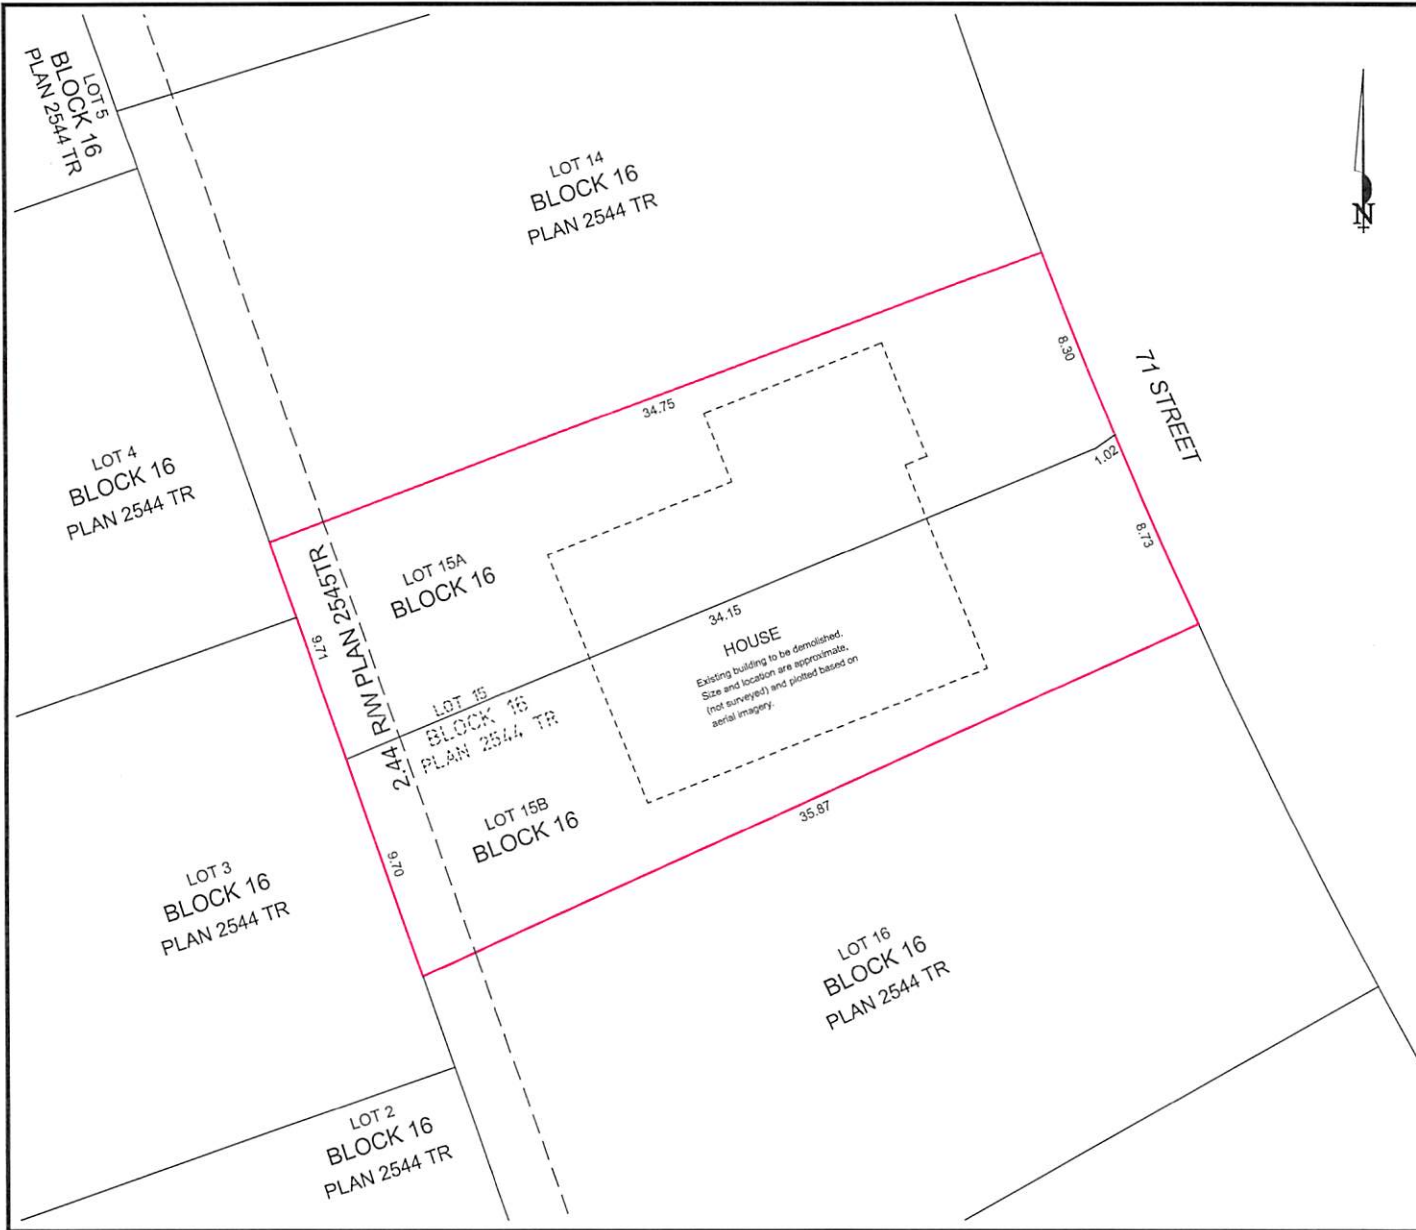 LOT 5
BLOCK 16
PLAN 2544 TR
LOT 14
BLOCK 16
PLAN 2544 TR
N
8.30
71 STREET
34.75
LOT 4
BLOCK 16
PLAN 2544 TR
1.02
8.73
R/W PLAN 2545TR
2.44
LOT 15A
BLOCK 16
34.15
HOUSE
Existing building to be demolished.
Size and location are approximate,
(not surveyed) and plotted based on
aerial imagery.
9.71
LOT 15
BLOCK 16
PLAN 2544 TR
LOT 15B
BLOCK 16
35.87
9.70
LOT 3
BLOCK 16
PLAN 2544 TR
LOT 16
BLOCK 16
PLAN 2544 TR
LOT 2
BLOCK 16
PLAN 2544 TR